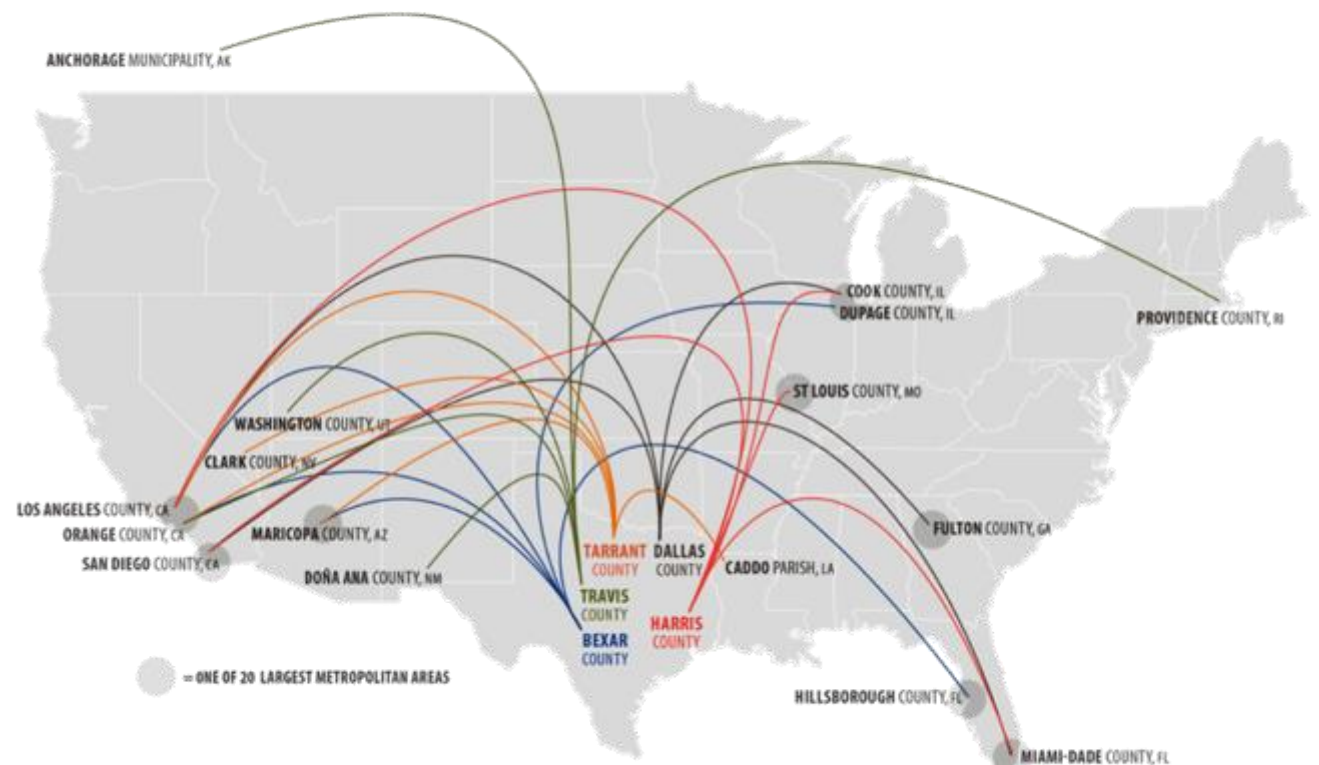 ANCHORAGE MUNICIPALITY, AK
COOK COUNTY, IL
DUPAGE COUNTY, IL
PROVIDENCE COUNTY, RI
ST LOUIS COUNTY, MO
WASHINGTON COUNTY, UT
CLARK COUNTY, NV
LOS ANGELES COUNTY, CA
ORANGE COUNTY, CA
MARICOPA COUNTY, AZ
FULTON COUNTY, GA
SAN DIEGO COUNTY, CA
DOÑA ANA COUNTY, NM
TARRANT
COUNTY
DALLAS
COUNTY
CADDO PARISH, LA
TRAVIS
COUNTY
HARRIS
COUNTY
BEXAR
COUNTY
= ONE OF 20 LARGEST METROPOLITAN AREAS
HILLSBOROUGH COUNTY, FL
MIAMI-DADE COUNTY, FL